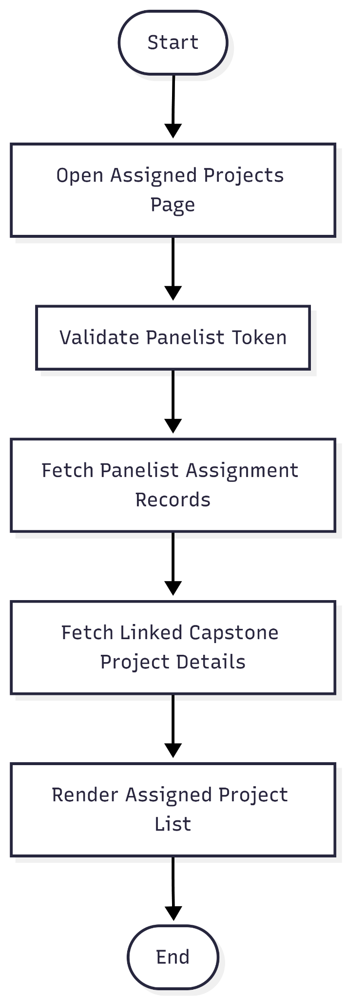 Start
Open Assigned Projects
Page
Validate Panelist Token
Fetch Panelist Assignment
Records
Fetch Linked Capstone
Project Details
Render Assigned Project
List
End